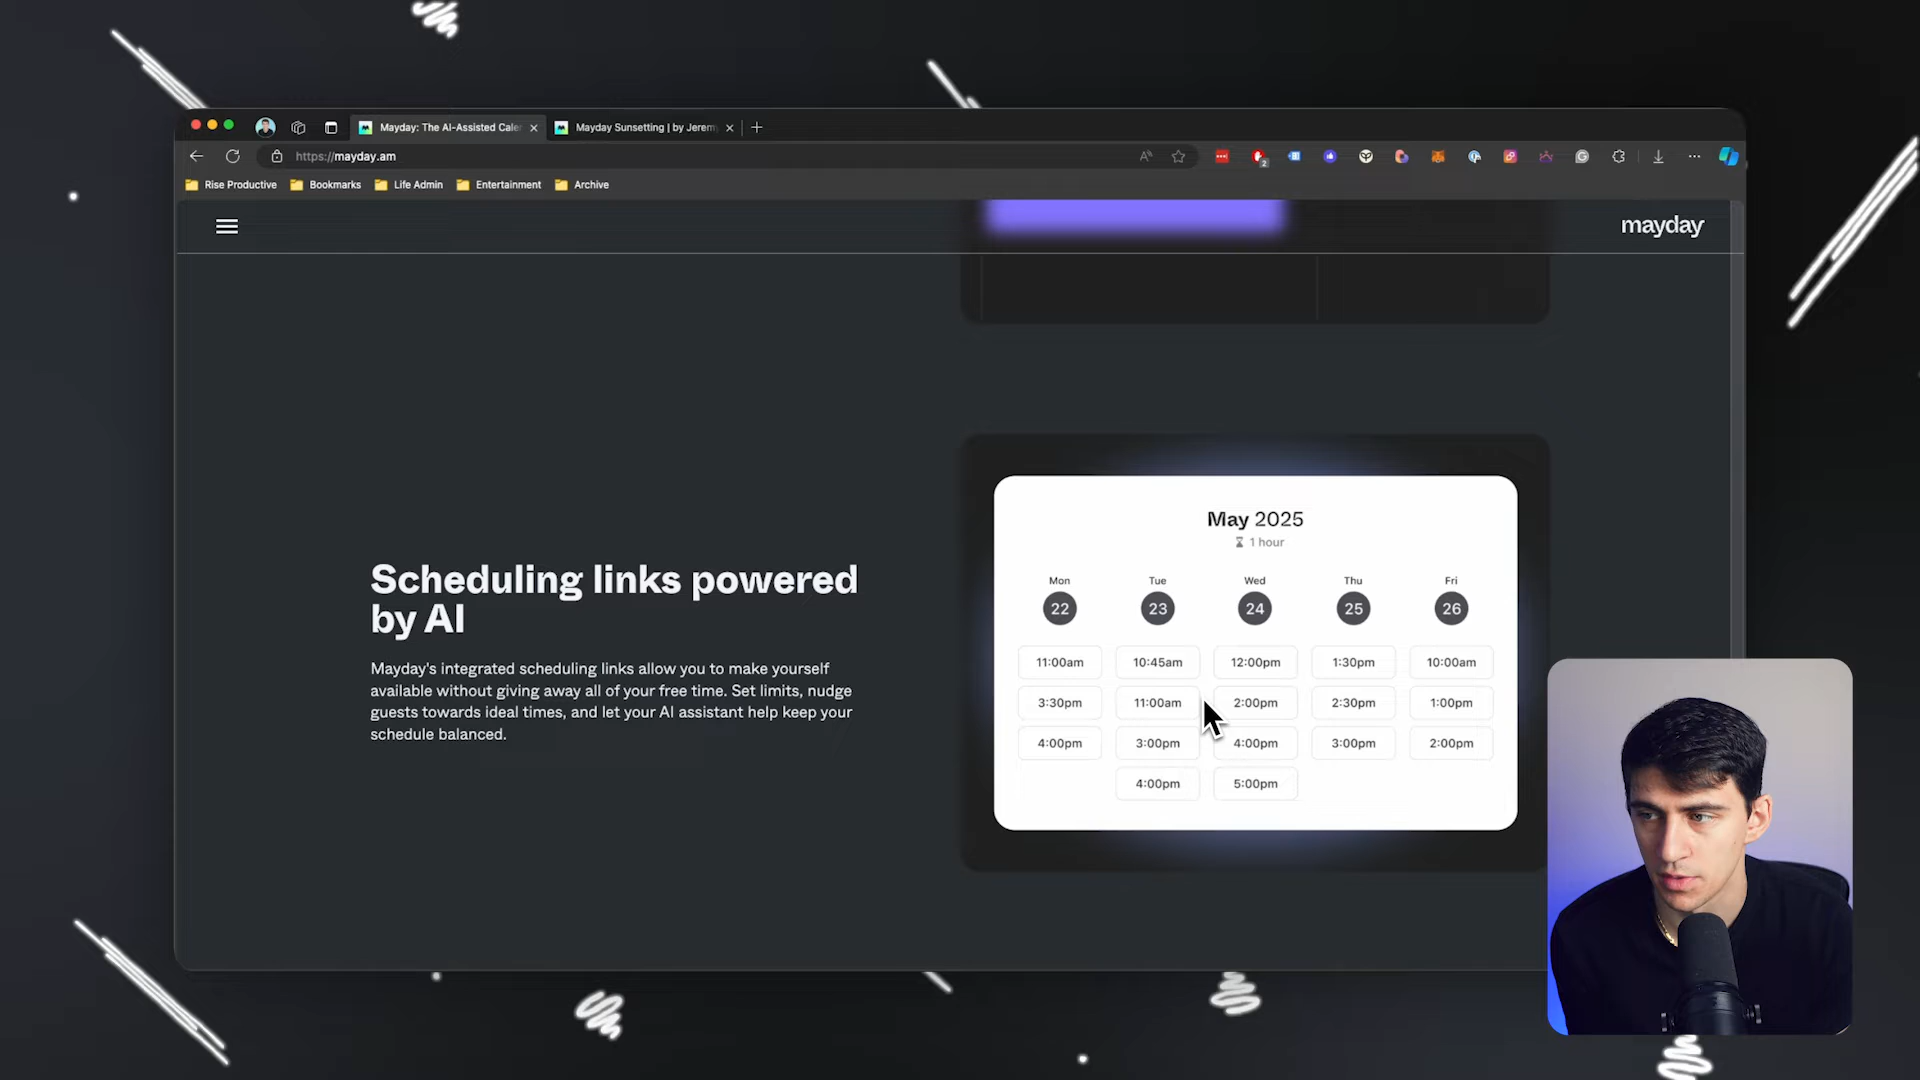 Mayday: The AI-Assisted Cale
Mayday Sunsetting | by Jerem
https://mayday.am
2
Rise Productive
Bookmarks
Life Admin
Entertainment
Archive
mayday
Scheduling links powered
by AI
Mayday's integrated scheduling links allow you to make yourself
available without giving away all of your free time. Set limits, nudge
guests towards ideal times, and let your AI assistant help keep your
schedule balanced.
May 2025
1 hour
Mon Tue Wed Thu Fri
22 23 24 25 26
11:00am 10:45am 12:00pm 1:30pm 10:00am
3:30pm 11:00am 2:00pm 2:30pm 1:00pm
4:00pm 3:00pm 4:00pm 3:00pm 2:00pm
4:00pm 5:00pm